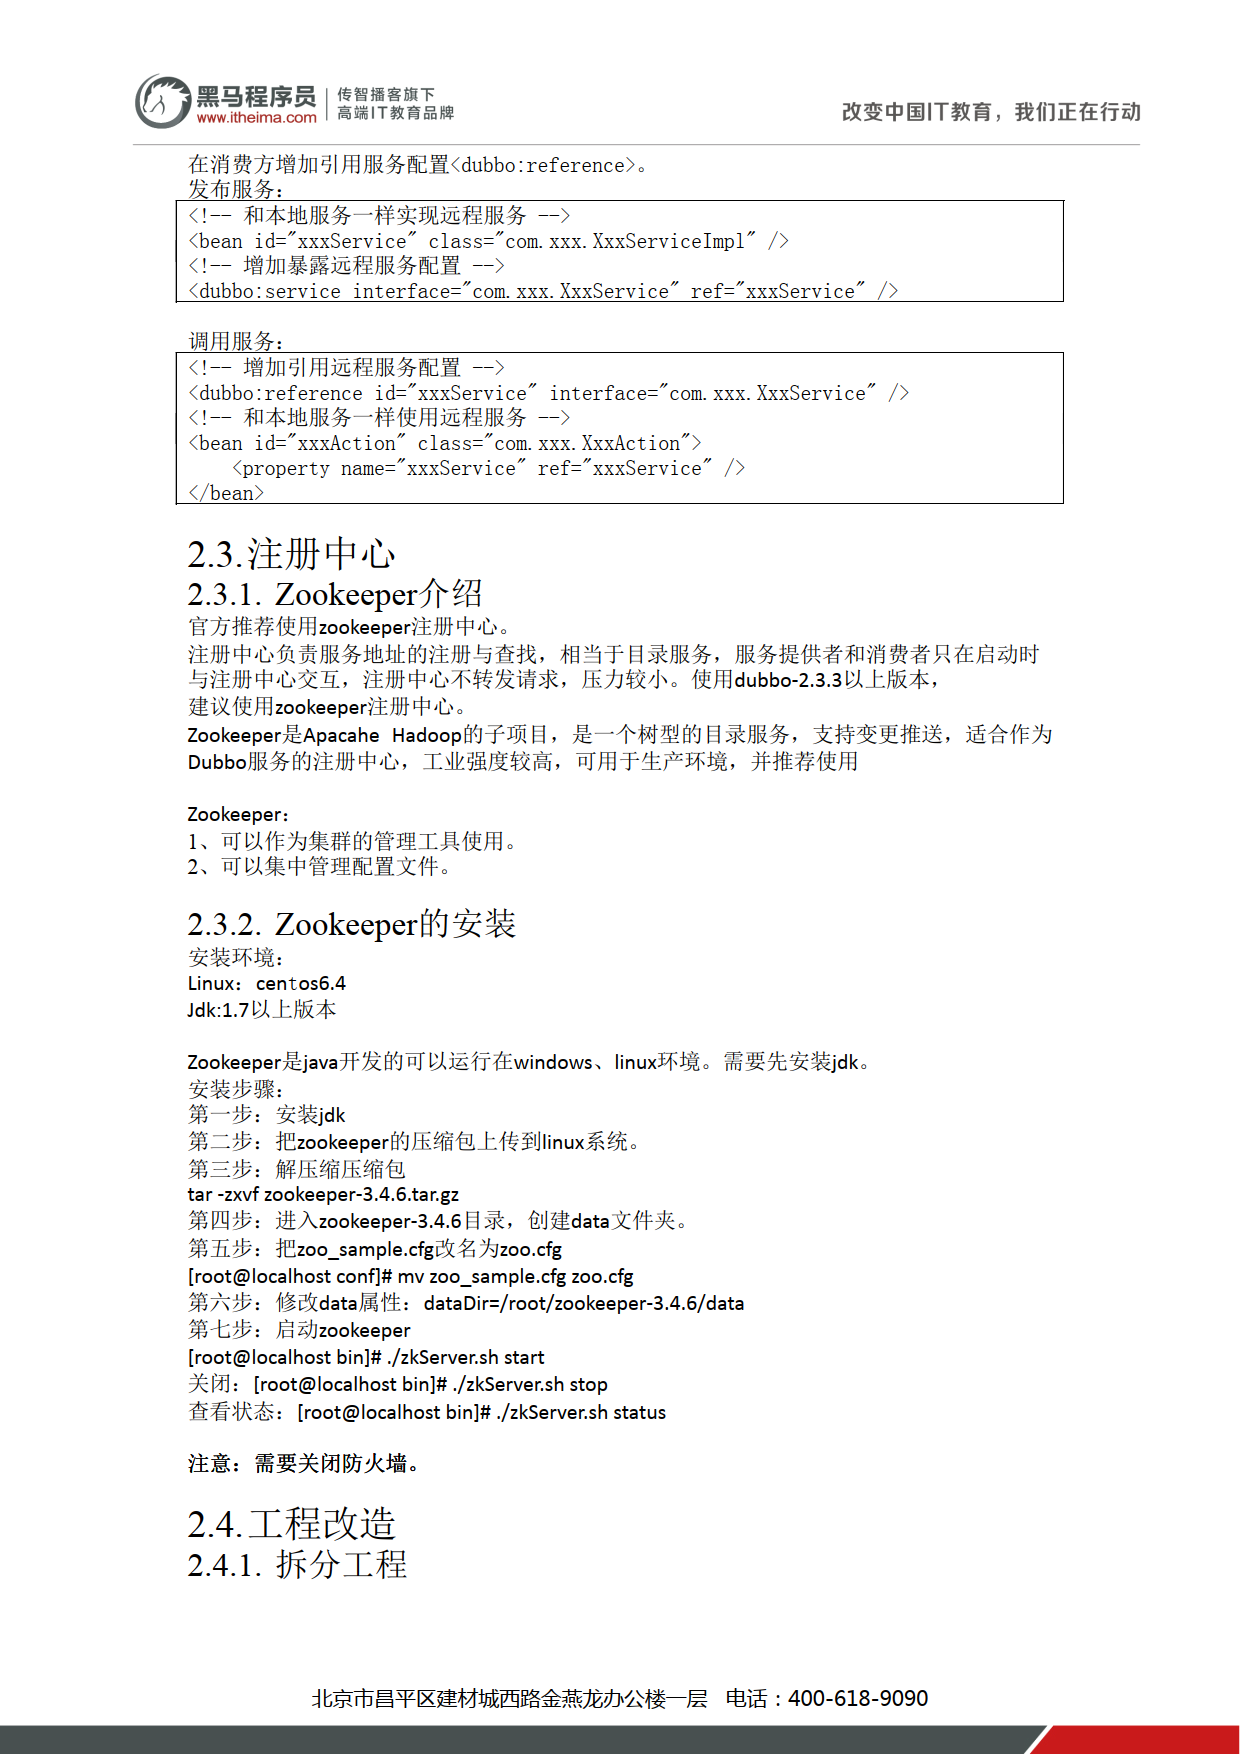 黑马程序员
www.itheima.com
传智播客旗下
高端IT教育品牌
改变中国IT教育，我们正在行动
在消费方增加引用服务配置<dubbo:reference>。
发布服务：
<!-- 和本地服务一样实现远程服务 -->
<bean id="xxxService" class="com.xxx.XxxServiceImpl" />
<!-- 增加暴露远程服务配置 -->
<dubbo:service interface="com.xxx.XxxService" ref="xxxService" />
调用服务：
<!-- 增加引用远程服务配置 -->
<dubbo:reference id="xxxService" interface="com.xxx.XxxService" />
<!-- 和本地服务一样使用远程服务 -->
<bean id="xxxAction" class="com.xxx.XxxAction">
<property name="xxxService" ref="xxxService" />
</bean>
2.3.注册中心
2.3.1. Zookeeper介绍
官方推荐使用zookeeper注册中心。
注册中心负责服务地址的注册与查找，相当于目录服务，服务提供者和消费者只在启动时
与注册中心交互，注册中心不转发请求，压力较小。使用dubbo-2.3.3以上版本，
建议使用zookeeper注册中心。
Zookeeper是Apacahe Hadoop的子项目，是一个树型的目录服务，支持变更推送，适合作为
Dubbo服务的注册中心，工业强度较高，可用于生产环境，并推荐使用
Zookeeper：
1、可以作为集群的管理工具使用。
2、可以集中管理配置文件。
2.3.2. Zookeeper的安装
安装环境：
Linux：centos6.4
Jdk:1.7以上版本
Zookeeper是java开发的可以运行在windows、linux环境。需要先安装jdk。
安装步骤：
第一步：安装jdk
第二步：把zookeeper的压缩包上传到linux系统。
第三步：解压缩压缩包
tar -zxvf zookeeper-3.4.6.tar.gz
第四步：进入zookeeper-3.4.6目录，创建data文件夹。
第五步：把zoo_sample.cfg改名为zoo.cfg
[root@localhost conf]# mv zoo_sample.cfg zoo.cfg
第六步：修改data属性：dataDir=/root/zookeeper-3.4.6/data
第七步：启动zookeeper
[root@localhost bin]# ./zkServer.sh start
关闭：[root@localhost bin]# ./zkServer.sh stop
查看状态：[root@localhost bin]# ./zkServer.sh status
注意：需要关闭防火墙。
2.4.工程改造
2.4.1. 拆分工程
北京市昌平区建材城西路金燕龙办公楼一层 电话：400-618-9090